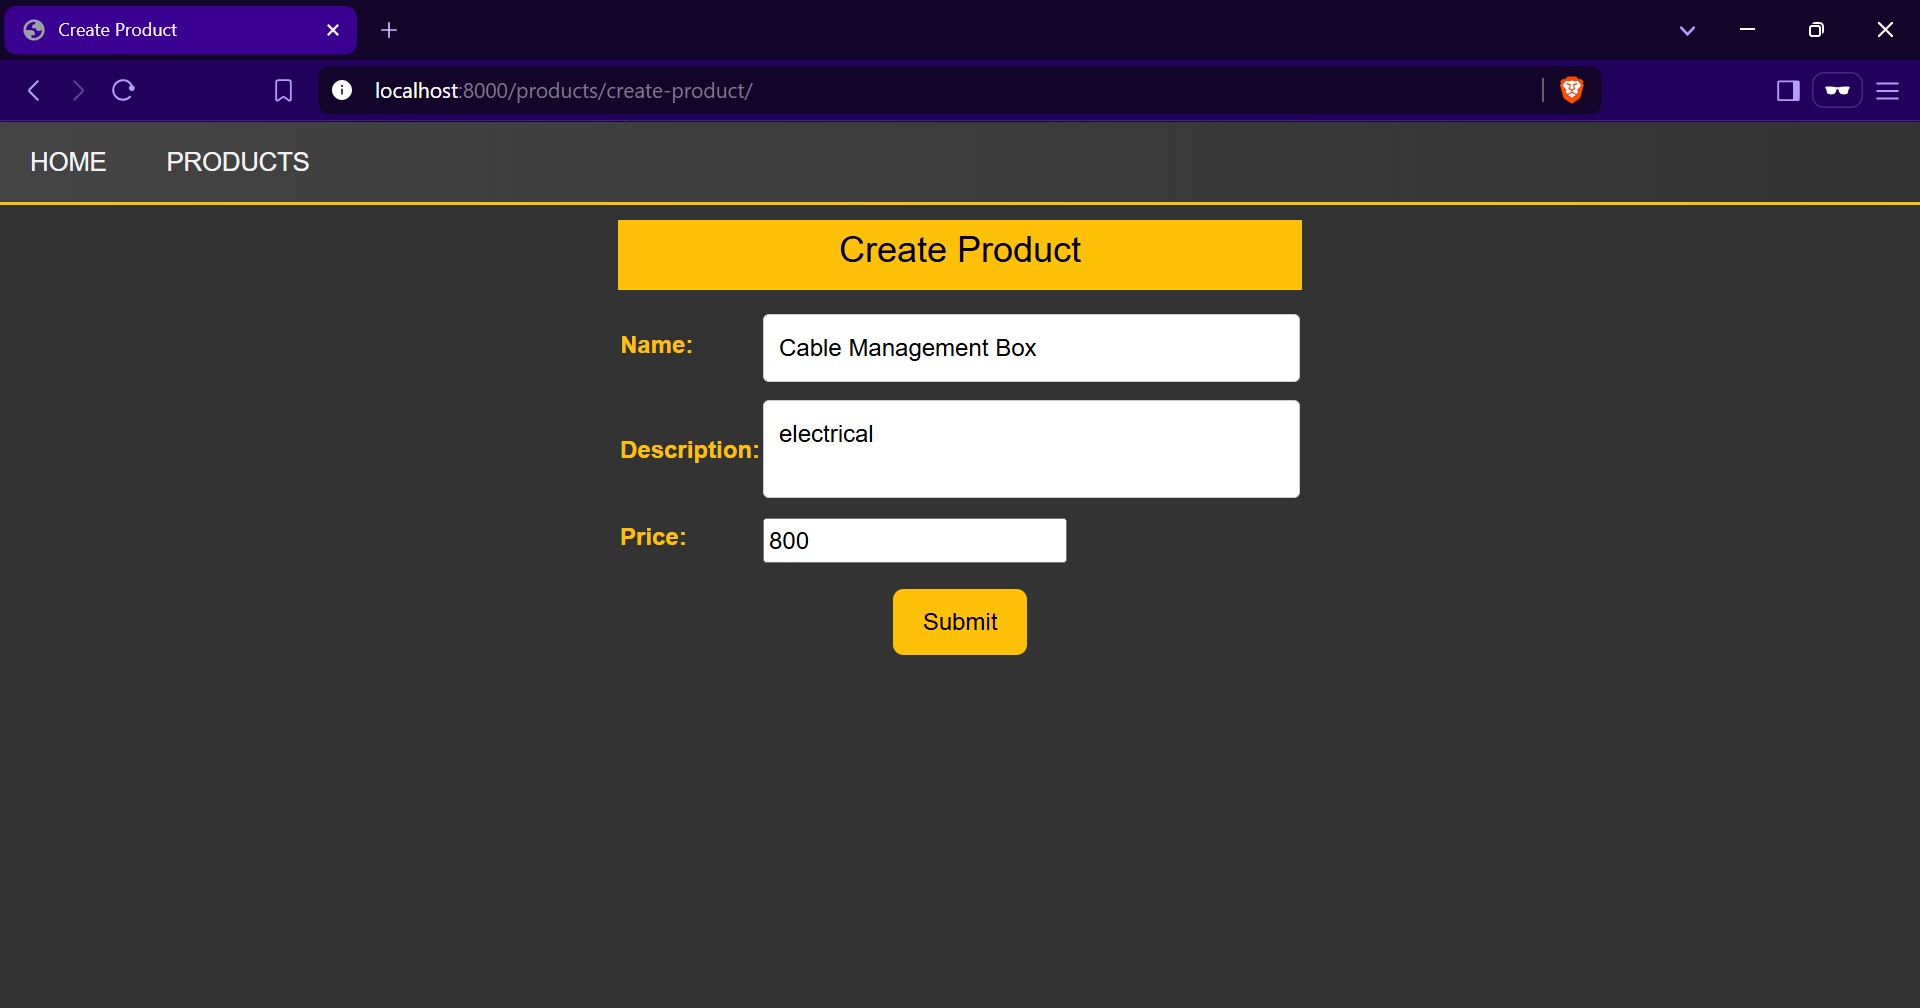 Create Product
localhost:8000/products/create-product/
HOME PRODUCTS
Create Product
Name: Cable Management Box
Description: electrical
Price: 800
Submit